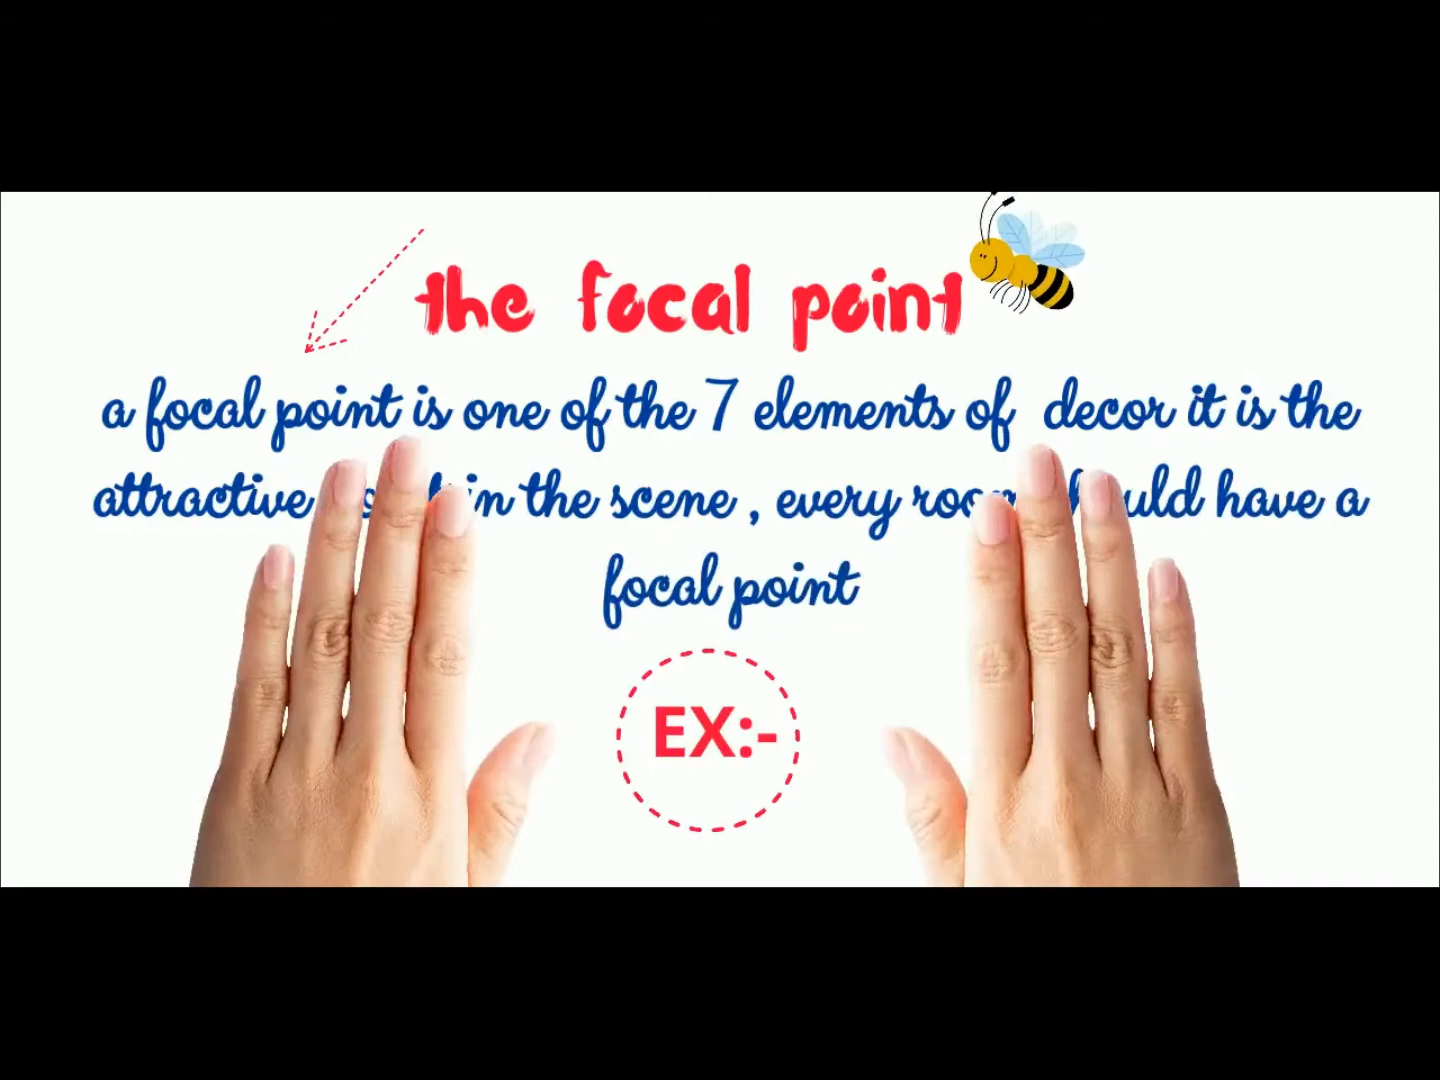 the focal point
a focal point is one of the 7 elements of decor it is the
attractive in the scene , every should have a
focal point
EX:-